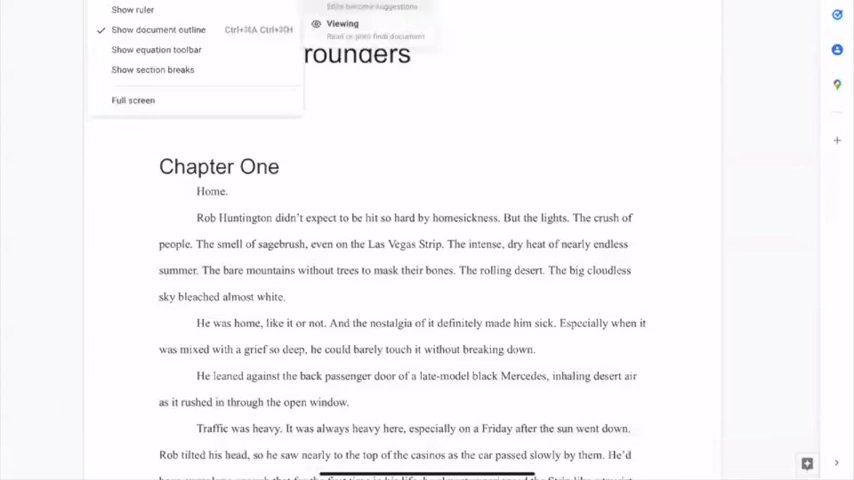 Edits become suggestions
Show ruler
Viewing
Show document outline Ctrl+⌘A Ctrl+⌘H
Read or print final document
Show equation toolbar
rounders
Show section breaks
Full screen
Chapter One
Home.
Rob Huntington didn't expect to be hit so hard by homesickness. But the lights. The crush of
people. The smell of sagebrush, even on the Las Vegas Strip. The intense, dry heat of nearly endless
summer. The bare mountains without trees to mask their bones. The rolling desert. The big cloudless
sky bleached almost white.
He was home, like it or not. And the nostalgia of it definitely made him sick. Especially when it
was mixed with a grief so deep, he could barely touch it without breaking down.
He leaned against the back passenger door of a late-model black Mercedes, inhaling desert air
as it rushed in through the open window.
Traffic was heavy. It was always heavy here, especially on a Friday after the sun went down.
Rob tilted his head, so he saw nearly to the top of the casinos as the car passed slowly by them. He'd